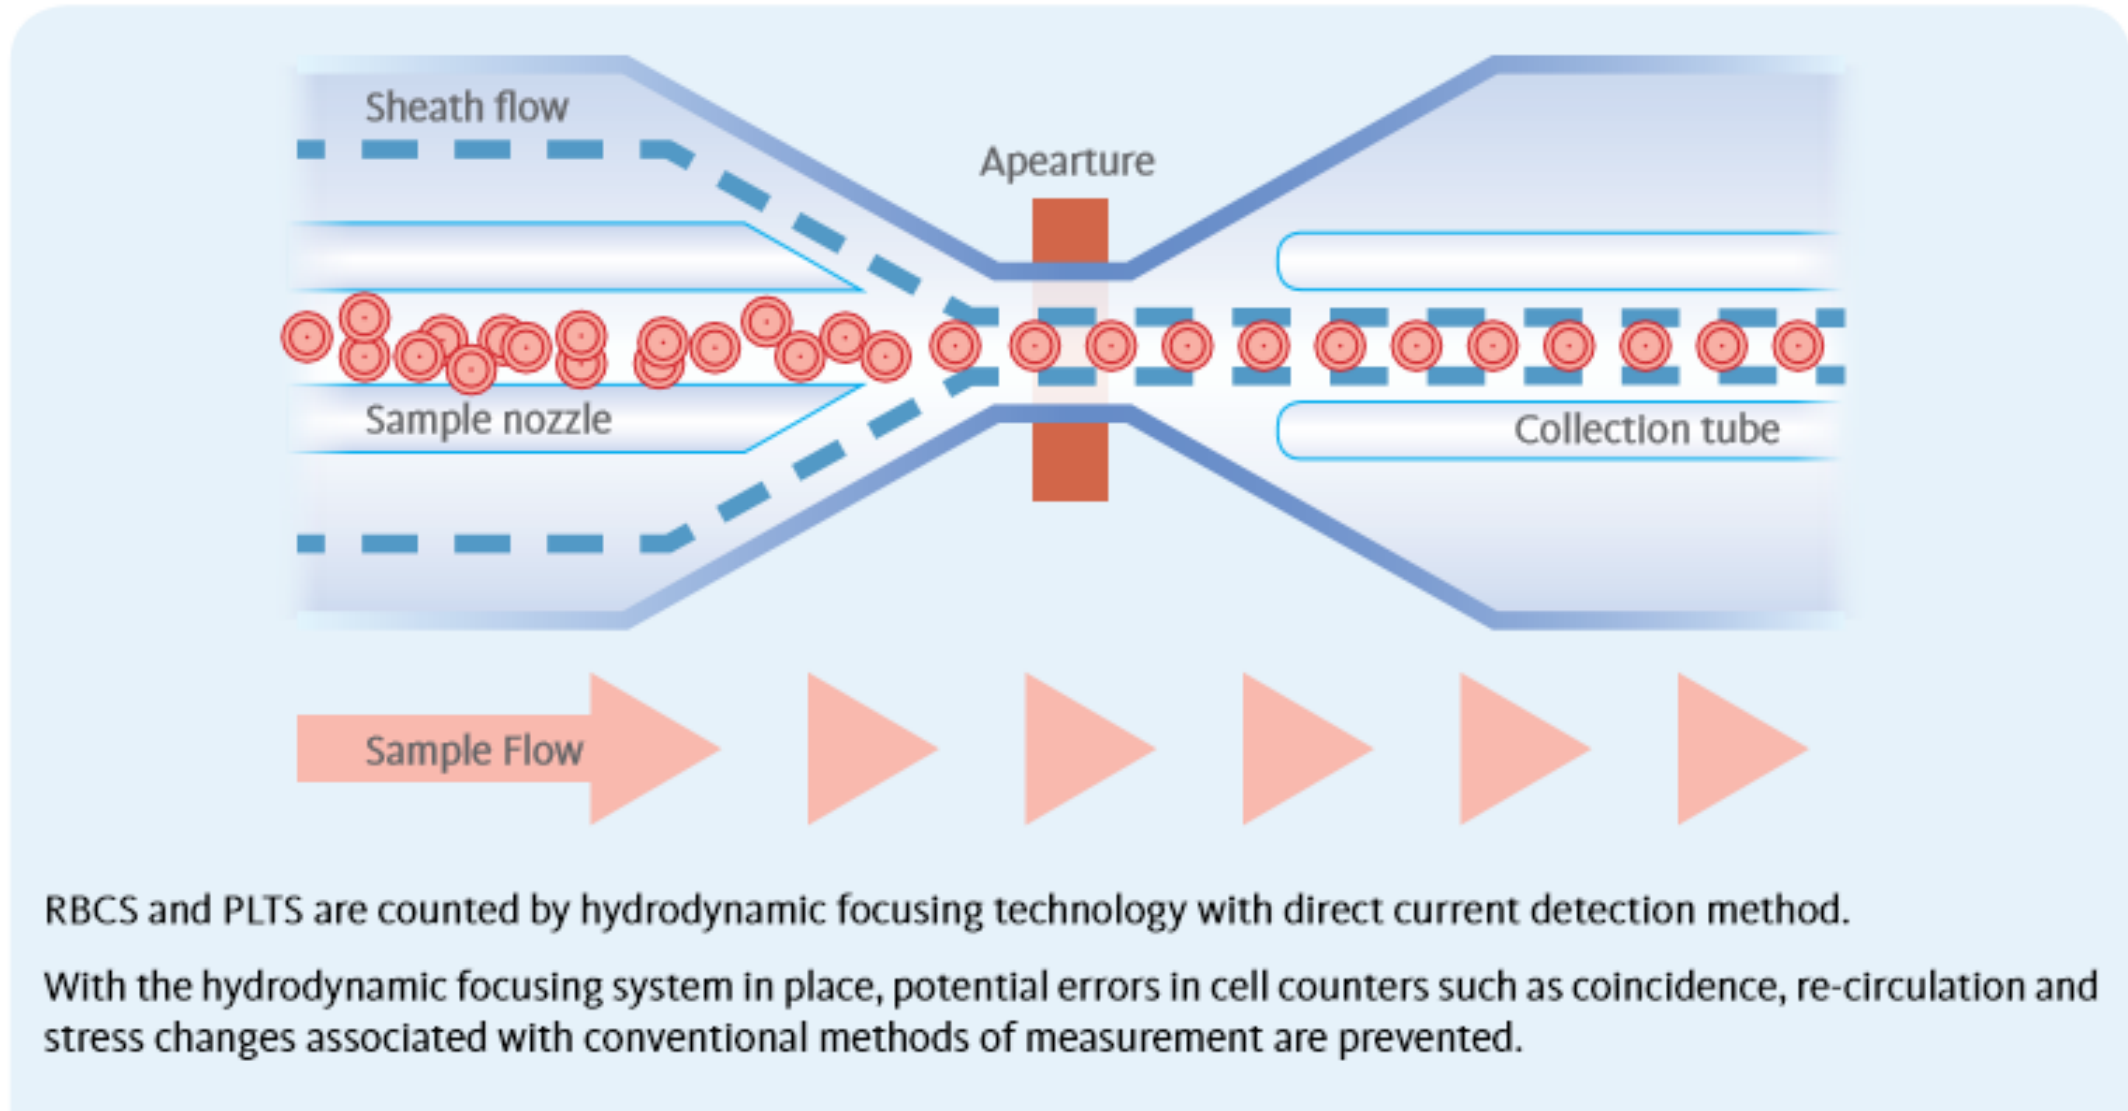 Sheath flow
Apearture
Sample nozzle
Collection tube
Sample Flow
RBCS and PLTS are counted by hydrodynamic focusing technology with direct current detection method.
With the hydrodynamic focusing system in place, potential errors in cell counters such as coincidence, re-circulation and
stress changes associated with conventional methods of measurement are prevented.